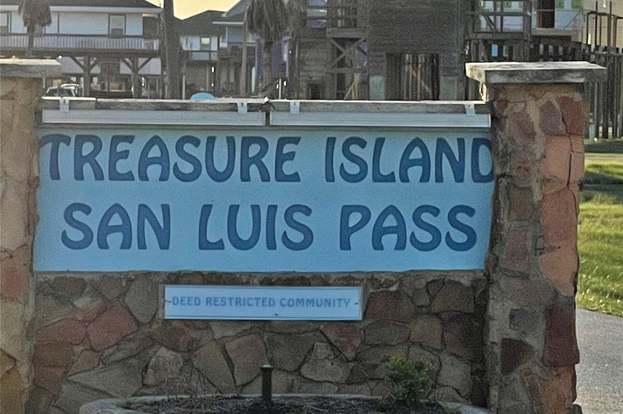 TREASURE ISLAND
SAN LUIS PASS
DEED RESTRICTED COMMUNITY